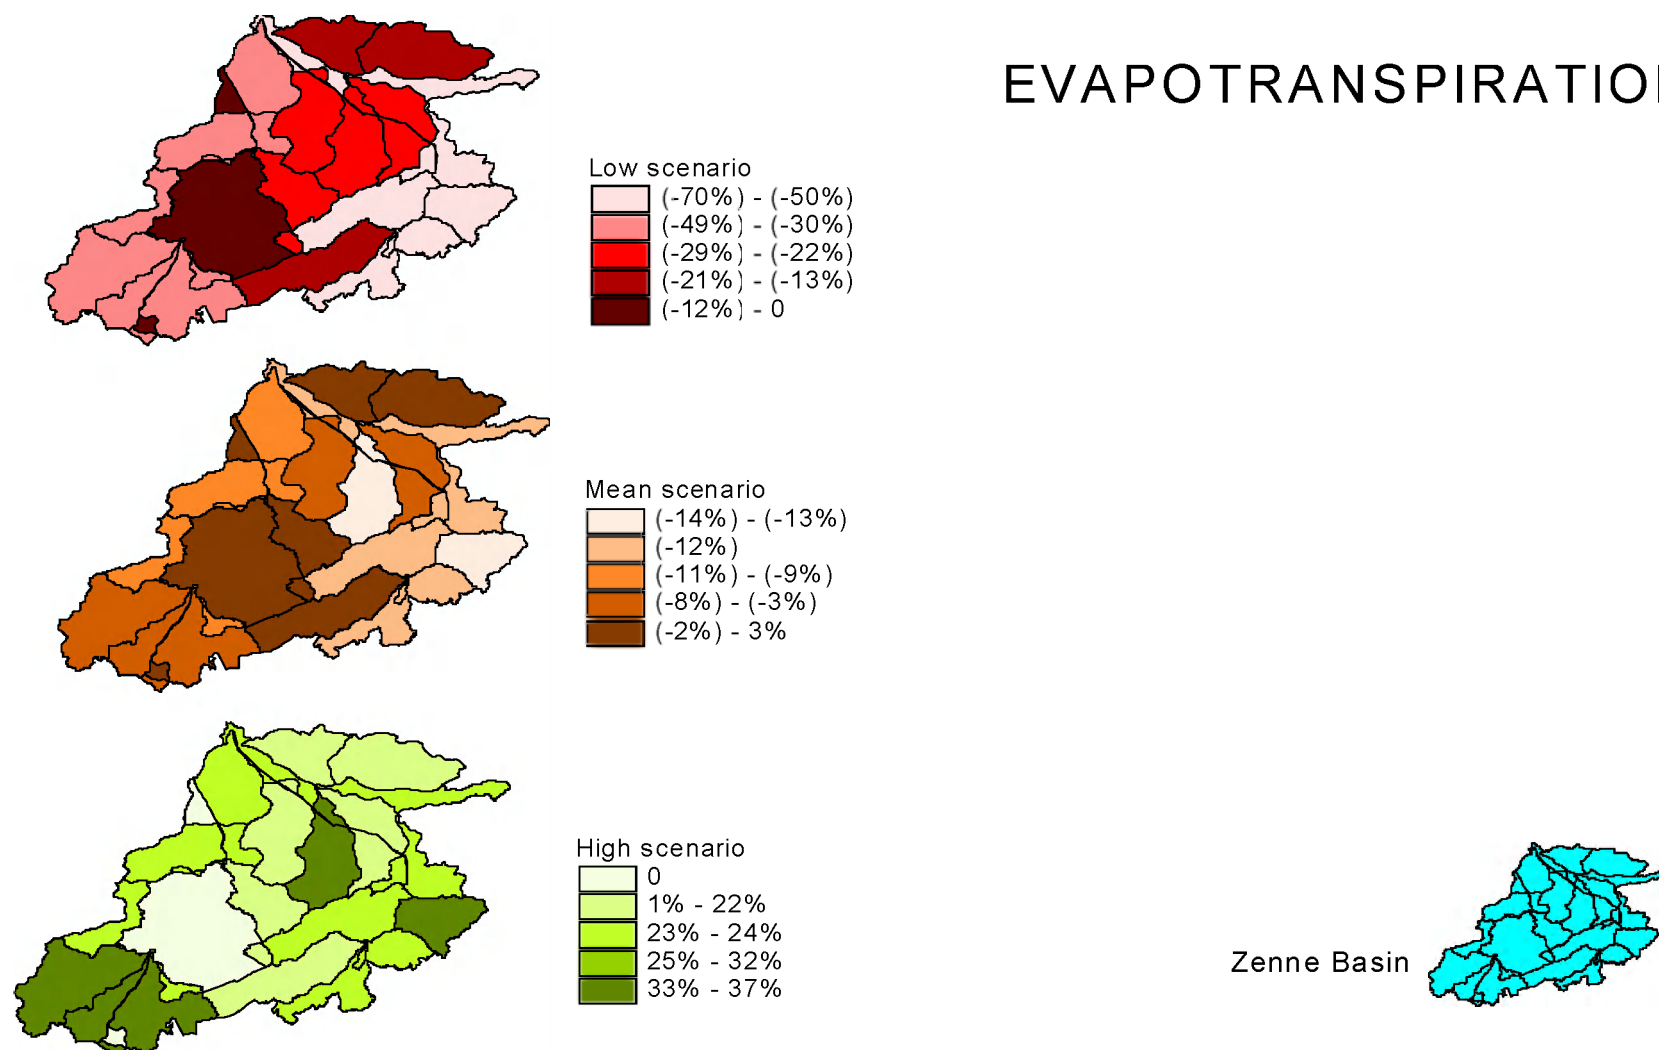 EVAPOTRANSPIRATIO
Low scenario
(-70%) - (-50%)
(-49%) - (-30%)
(-29%) - (-22%)
(-21%) - (-13%)
(-12%) - 0
Mean scenario
(-14%) - (-13%)
(-12%)
(-11%) - (-9%)
(-8%) - (-3%)
(-2%) - 3%
High scenario
0
1% - 22%
23% - 24%
25% - 32%
33% - 37%
Zenne Basin